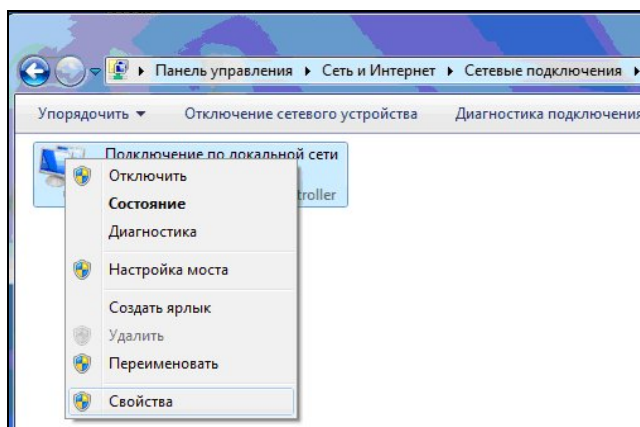 Панель управления Сеть и Интернет Сетевые подключения
Упорядочить Отключение сетевого устройства Диагностика подключения
Подключение по локальной сети
troller
Отключить
Состояние
Диагностика
Настройка моста
Создать ярлык
Удалить
Переименовать
Свойства